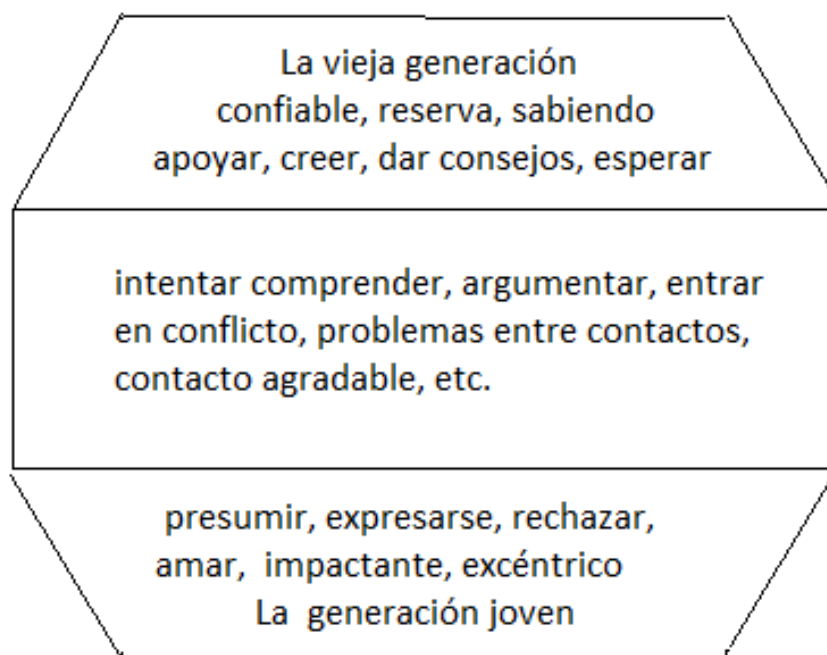 La vieja generación
confiable, reserva, sabiendo
apoyar, creer, dar consejos, esperar
intentar comprender, argumentar, entrar
en conflicto, problemas entre contactos,
contacto agradable, etc.
presumir, expresarse, rechazar,
amar, impactante, excéntrico
La generación joven